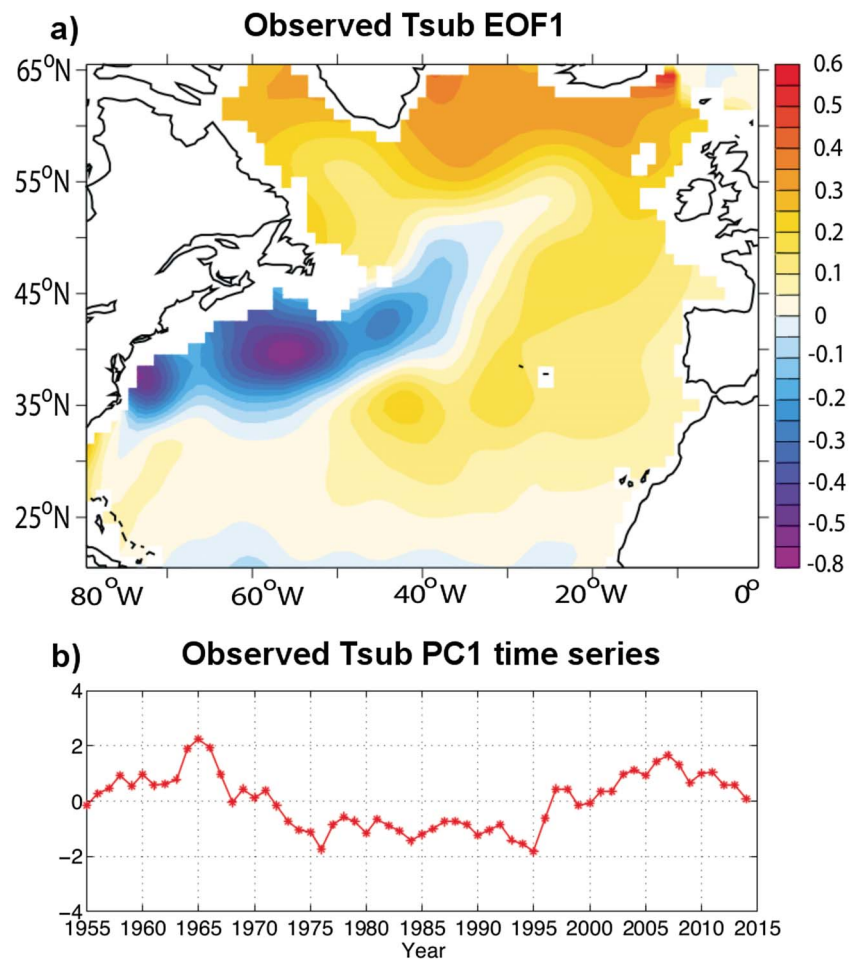 a) Observed Tsub EOF1
65°N
55°N
45°N
35°N
25°N
80°W 60°W 40°W 20°W 0°
0.6
0.5
0.4
0.3
0.2
0.1
0
-0.1
-0.2
-0.3
-0.4
-0.5
-0.8
b) Observed Tsub PC1 time series
4
2
0
−2
−4
1955 1960 1965 1970 1975 1980 1985 1990 1995 2000 2005 2010 2015
Year